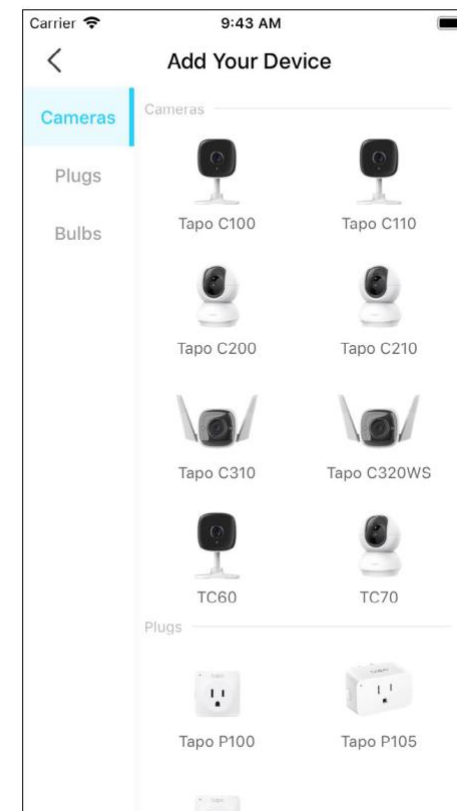 Carrier 9:43 AM
Add Your Device
Cameras
Plugs
Bulbs
Cameras
Tapo C100 Tapo C110
Tapo C200 Tapo C210
Tapo C310 Tapo C320WS
TC60 TC70
Plugs
Tapo P100 Tapo P105